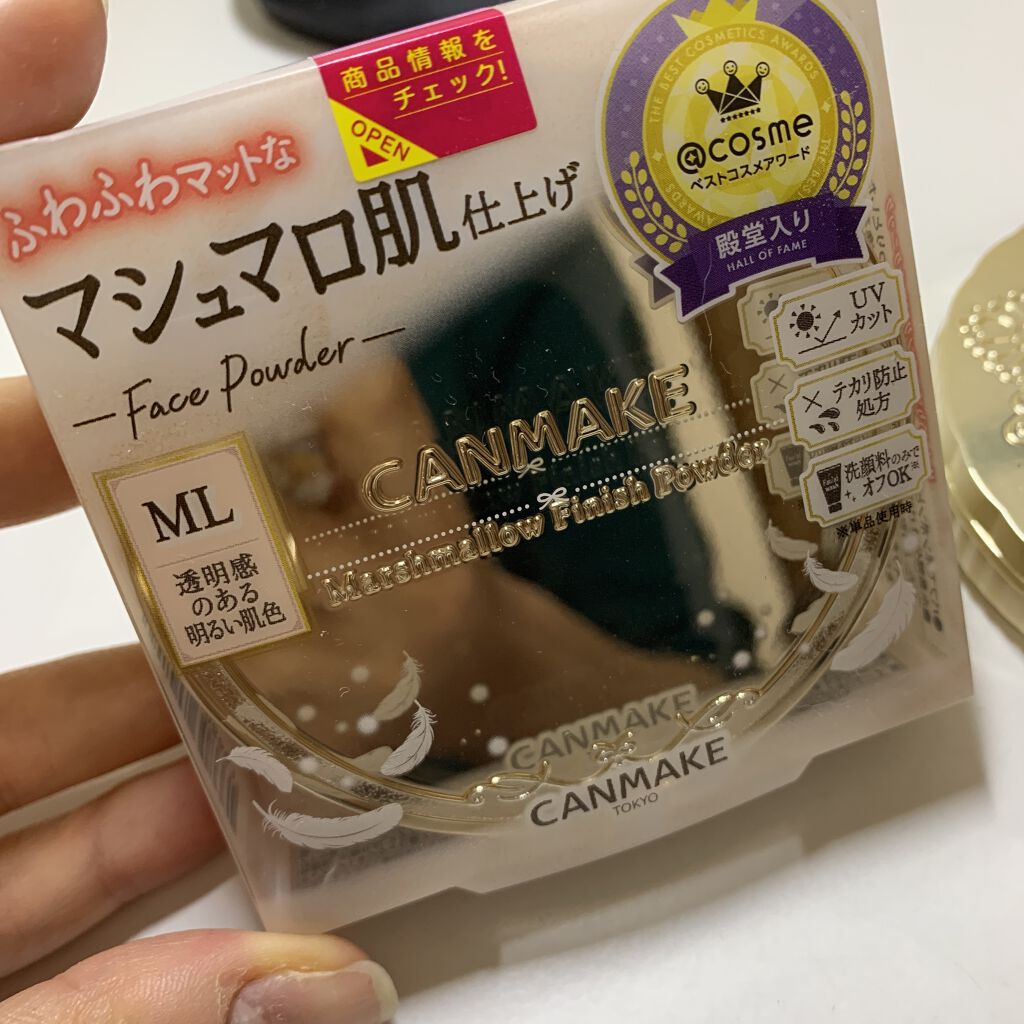 商品情報を
チェック!
OPEN
ふわふわマットな
マシュマロ肌仕上げ
Face Powder
THE BEST COSMETICS AWARDS
@cosme
ベストコスメアワード
殿堂入り
HALL OF FAME
UV
カット
テカリ防止
処方
洗顔料のみで
オフOK※
※単品使用時
ML
透明感
のある
明るい肌色
CANMAKE
Marshmallow Finish Powder
CANMAKE
CANMAKE
TOKYO